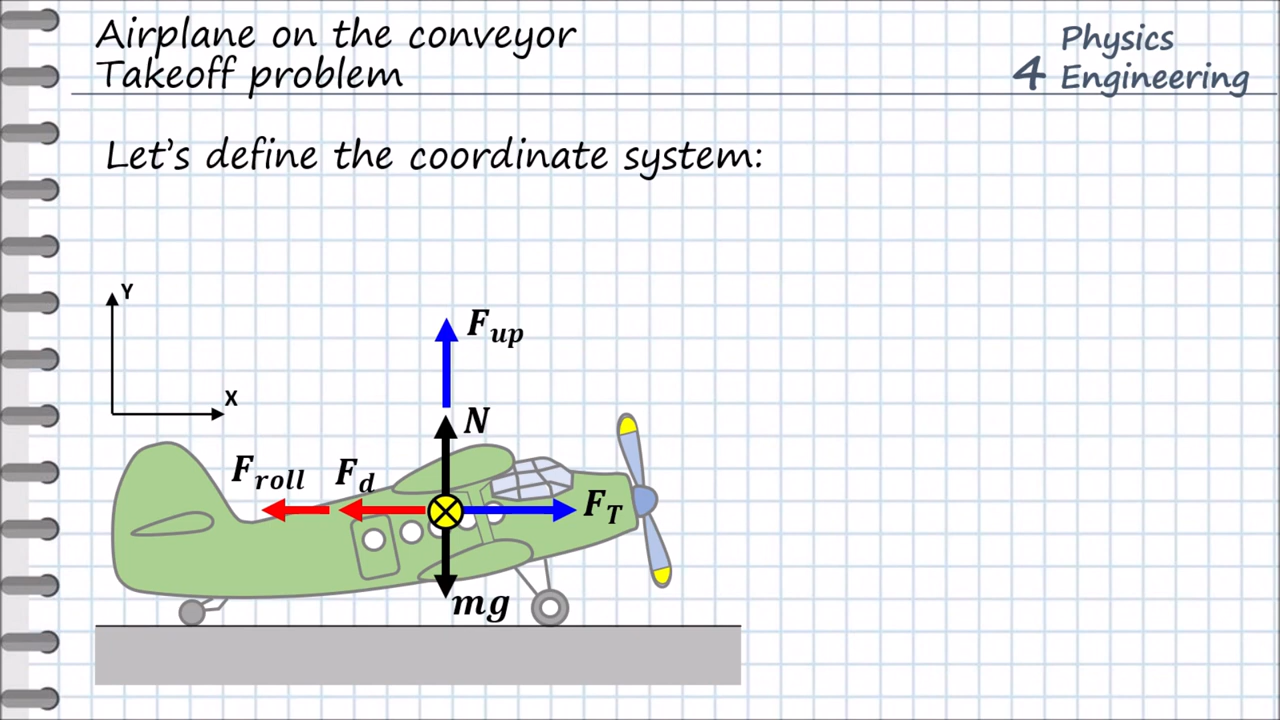 Airplane on the conveyor
Takeoff problem
Physics
4 Engineering
Let's define the coordinate system:
Y
X
F_up
N
F_roll
F_d
F_T
mg